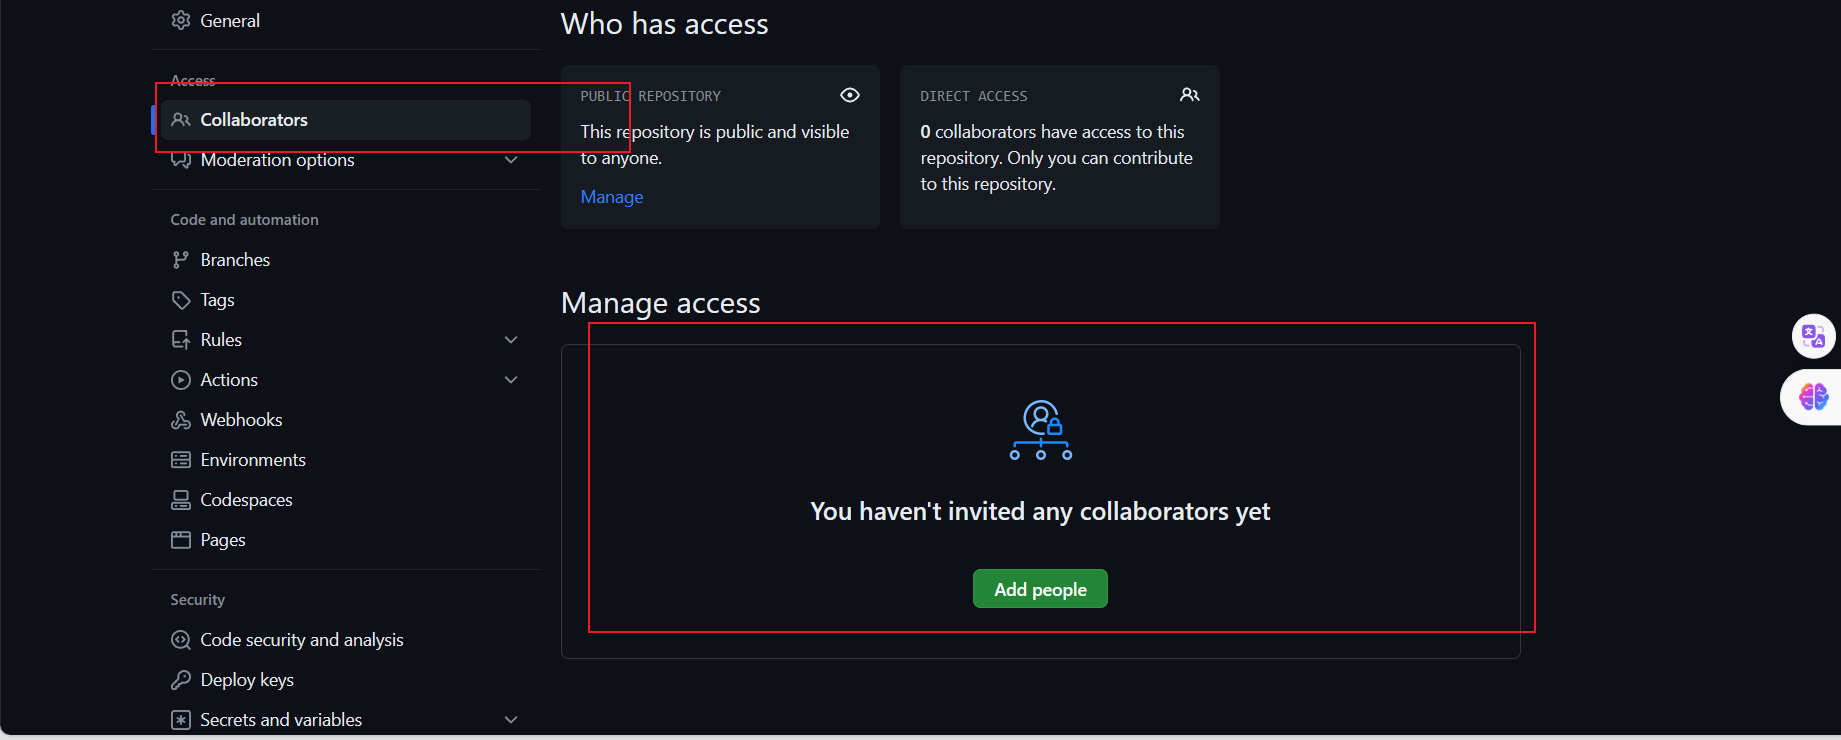 General
Access
Collaborators
Moderation options
Code and automation
Branches
Tags
Rules
Actions
Webhooks
Environments
Codespaces
Pages
Security
Code security and analysis
Deploy keys
Secrets and variables
Who has access
PUBLIC REPOSITORY
This repository is public and visible
to anyone.
Manage
DIRECT ACCESS
0 collaborators have access to this
repository. Only you can contribute
to this repository.
Manage access
You haven't invited any collaborators yet
Add people
文
A